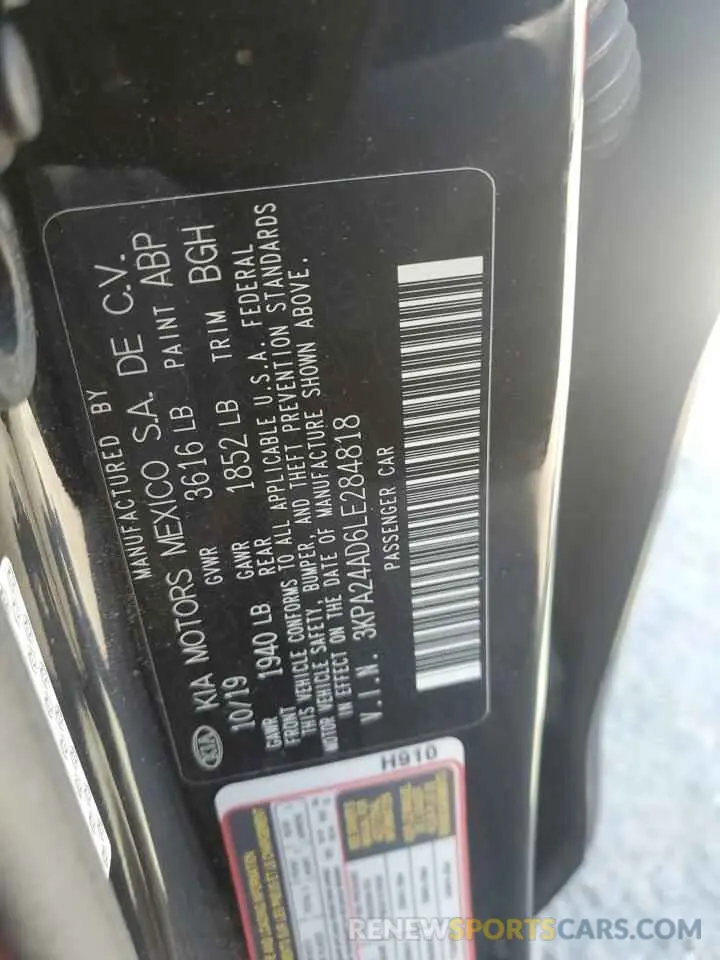 MANUFACTURED BY
KIA KIA MOTORS MEXICO S.A. DE C.V.
10/19 GVWR 3616 LB PAINT ABP
GAWR FRONT 1940 LB GAWR REAR 1852 LB TRIM BGH
THIS VEHICLE CONFORMS TO ALL APPLICABLE U.S.A. FEDERAL
MOTOR VEHICLE SAFETY, BUMPER, AND THEFT PREVENTION STANDARDS
IN EFFECT ON THE DATE OF MANUFACTURE SHOWN ABOVE.
V.I.N. 3KPA24AD6LE284818
PASSENGER CAR
H910
RENEWSPORTSCARS.COM